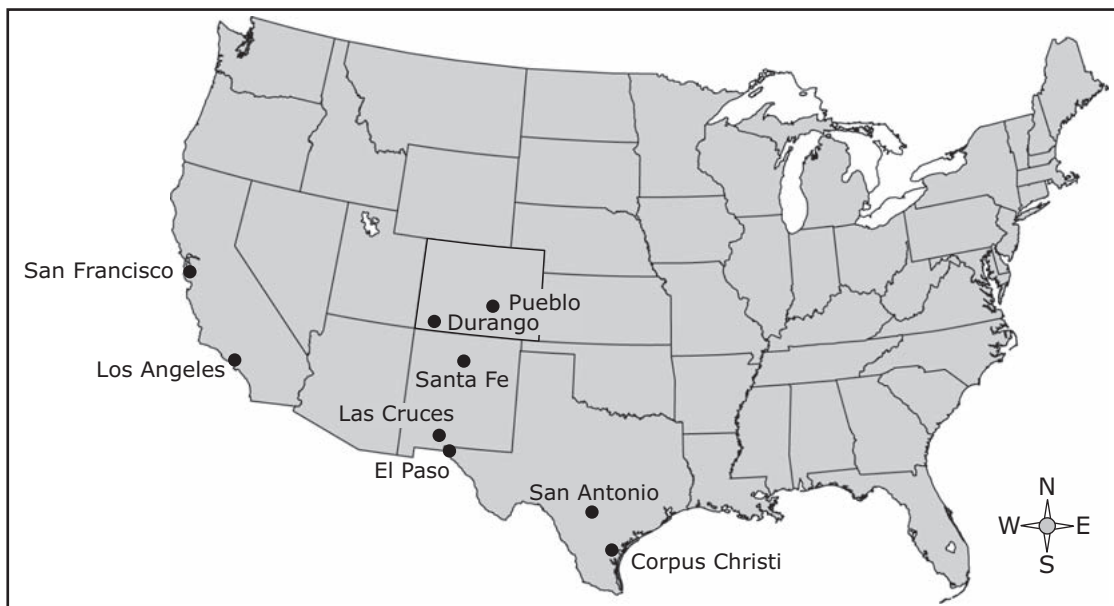 San Francisco
Pueblo
Durango
Los Angeles
Santa Fe
Las Cruces
El Paso
San Antonio
Corpus Christi
N
W E
S